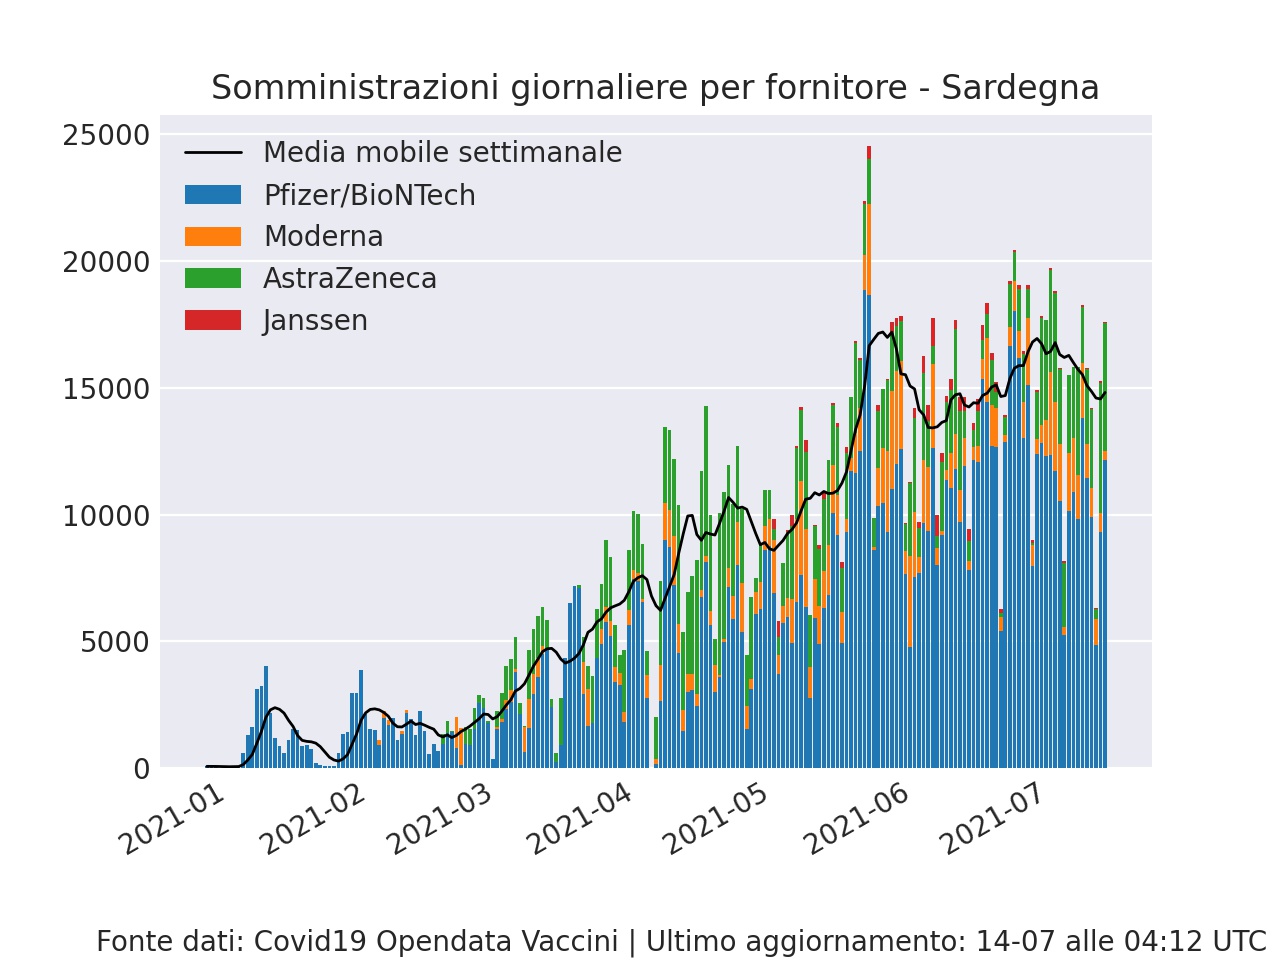 Somministrazioni giornaliere per fornitore - Sardegna
25000
20000
15000
10000
5000
0
Media mobile settimanale
Pfizer/BioNTech
Moderna
AstraZeneca
Janssen
2021-01
2021-02
2021-03
2021-04
2021-05
2021-06
2021-07
Fonte dati: Covid19 Opendata Vaccini | Ultimo aggiornamento: 14-07 alle 04:12 UTC